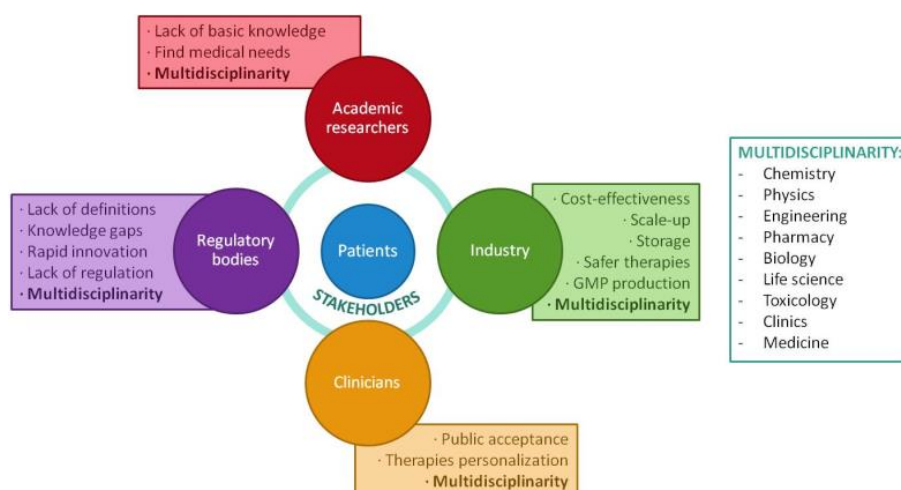 · Lack of basic knowledge
· Find medical needs
· Multidisciplinarity
Academic
researchers
· Lack of definitions
· Knowledge gaps
· Rapid innovation
· Lack of regulation
· Multidisciplinarity
Regulatory
bodies
Patients
STAKEHOLDERS
Industry
· Cost-effectiveness
· Scale-up
· Storage
· Safer therapies
· GMP production
· Multidisciplinarity
Clinicians
· Public acceptance
· Therapies personalization
· Multidisciplinarity
MULTIDISCIPLINARITY:
- Chemistry
- Physics
- Engineering
- Pharmacy
- Biology
- Life science
- Toxicology
- Clinics
- Medicine